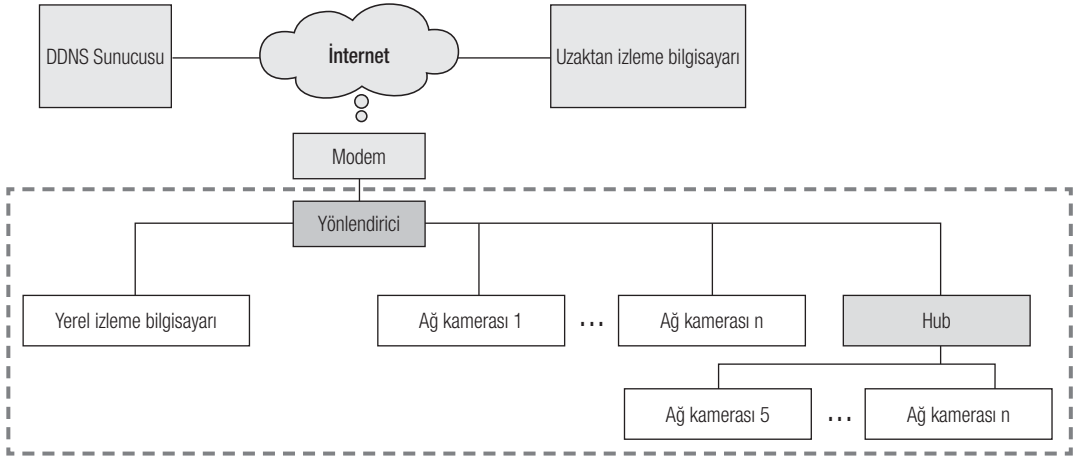 DDNS Sunucusu
İnternet
Uzaktan izleme bilgisayarı
Modem
Yönlendirici
Yerel izleme bilgisayarı
Ağ kamerası 1
...
Ağ kamerası n
Hub
Ağ kamerası 5
...
Ağ kamerası n